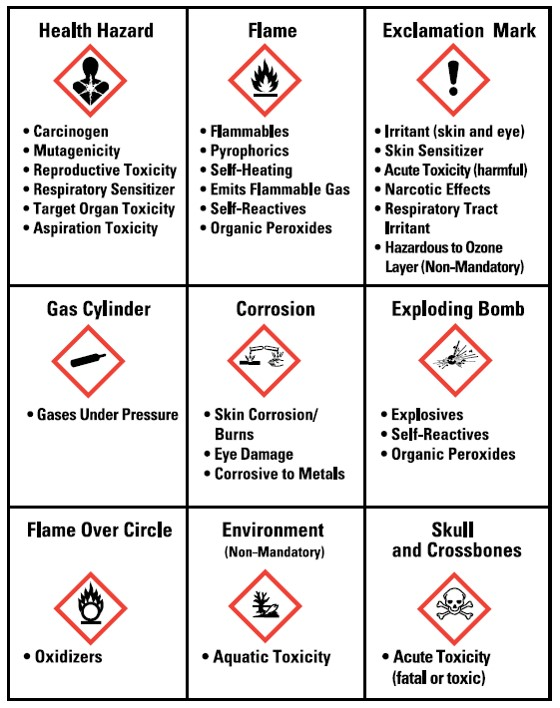 Health Hazard
• Carcinogen
• Mutagenicity
• Reproductive Toxicity
• Respiratory Sensitizer
• Target Organ Toxicity
• Aspiration Toxicity
Flame
• Flammables
• Pyrophorics
• Self-Heating
• Emits Flammable Gas
• Self-Reactives
• Organic Peroxides
Exclamation Mark
• Irritant (skin and eye)
• Skin Sensitizer
• Acute Toxicity (harmful)
• Narcotic Effects
• Respiratory Tract
Irritant
• Hazardous to Ozone
Layer (Non-Mandatory)
Gas Cylinder
• Gases Under Pressure
Corrosion
• Skin Corrosion/
Burns
• Eye Damage
• Corrosive to Metals
Exploding Bomb
• Explosives
• Self-Reactives
• Organic Peroxides
Flame Over Circle
• Oxidizers
Environment
(Non-Mandatory)
• Aquatic Toxicity
Skull
and Crossbones
• Acute Toxicity
(fatal or toxic)